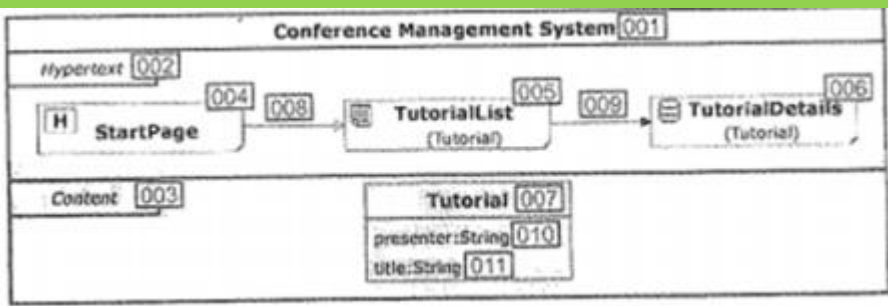 Conference Management System 001
Hypertext 002
004 008 005 009 006
H StartPage TutorialList TutorialDetails
(Tutorial) (Tutorial)
Content 003 Tutorial 007
presenter:String 010
title:String 011